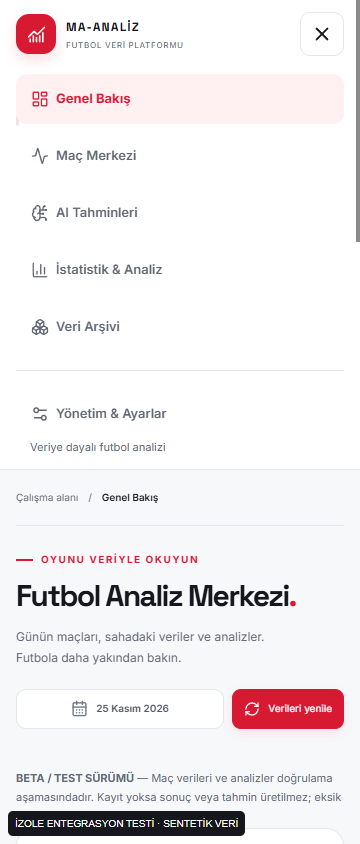 MA-ANALİZ
FUTBOL VERİ PLATFORMU
Genel Bakış
Maç Merkezi
AI Tahminleri
İstatistik & Analiz
Veri Arşivi
Yönetim & Ayarlar
Veriye dayalı futbol analizi
Çalışma alanı / Genel Bakış
OYUNU VERİYLE OKUYUN
Futbol Analiz Merkezi.
Günün maçları, sahadaki veriler ve analizler.
Futbola daha yakından bakın.
25 Kasım 2026
Verileri yenile
BETA / TEST SÜRÜMÜ — Maç verileri ve analizler doğrulama
aşamasındadır. Kayıt yoksa sonuç veya tahmin üretilmez; eksik
İZOLE ENTEGRASYON TESTİ · SENTETİK VERİ